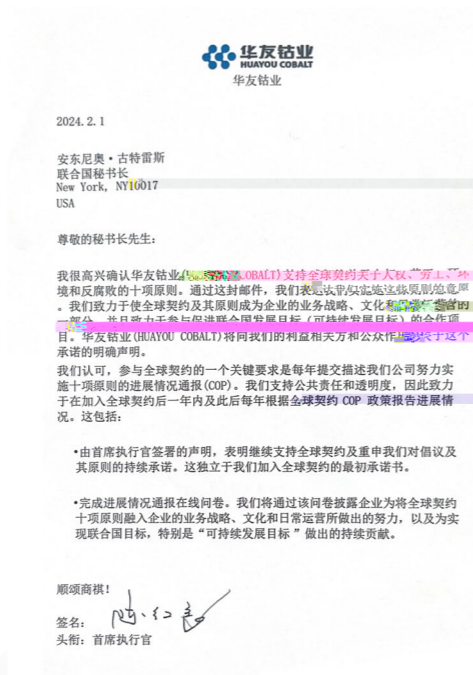 华友钴业
HUAYOU COBALT
华友钴业
2024.2.1
安东尼奥·古特雷斯
联合国秘书长
New York, NY10017
USA
尊敬的秘书长先生：
我很高兴确认华友钴业 COBALT)支持全球契约关于人权、劳工、环
境和反腐败的十项原则。通过这封邮件，我们
。我们致力于使全球契约及其原则成为企业的业务战略、文化和 的
一部分，并且致力于参与促进联合国发展目标（可持续发展目标）的合作项
目。华友钴业(HUAYOU COBALT)将同我们的利益相关方和公众作 关于这个
承诺的明确声明。
我们认可，参与全球契约的一个关键要求是每年提交描述我们公司努力实
施十项原则的进展情况通报(COP)。我们支持公共责任和透明度，因此致力
于在加入全球契约后一年内及此后每年根据全球契约 COP 政策报告进展情
况。这包括：
•由首席执行官签署的声明，表明继续支持全球契约及重申我们对倡议及
其原则的持续承诺。这独立于我们加入全球契约的最初承诺书。
•完成进展情况通报在线问卷。我们将通过该问卷披露企业为将全球契约
十项原则融入企业的业务战略、文化和日常运营所做出的努力，以及为实
现联合国目标，特别是“可持续发展目标”做出的持续贡献。
顺颂商棋！
签名：
头衔：首席执行官